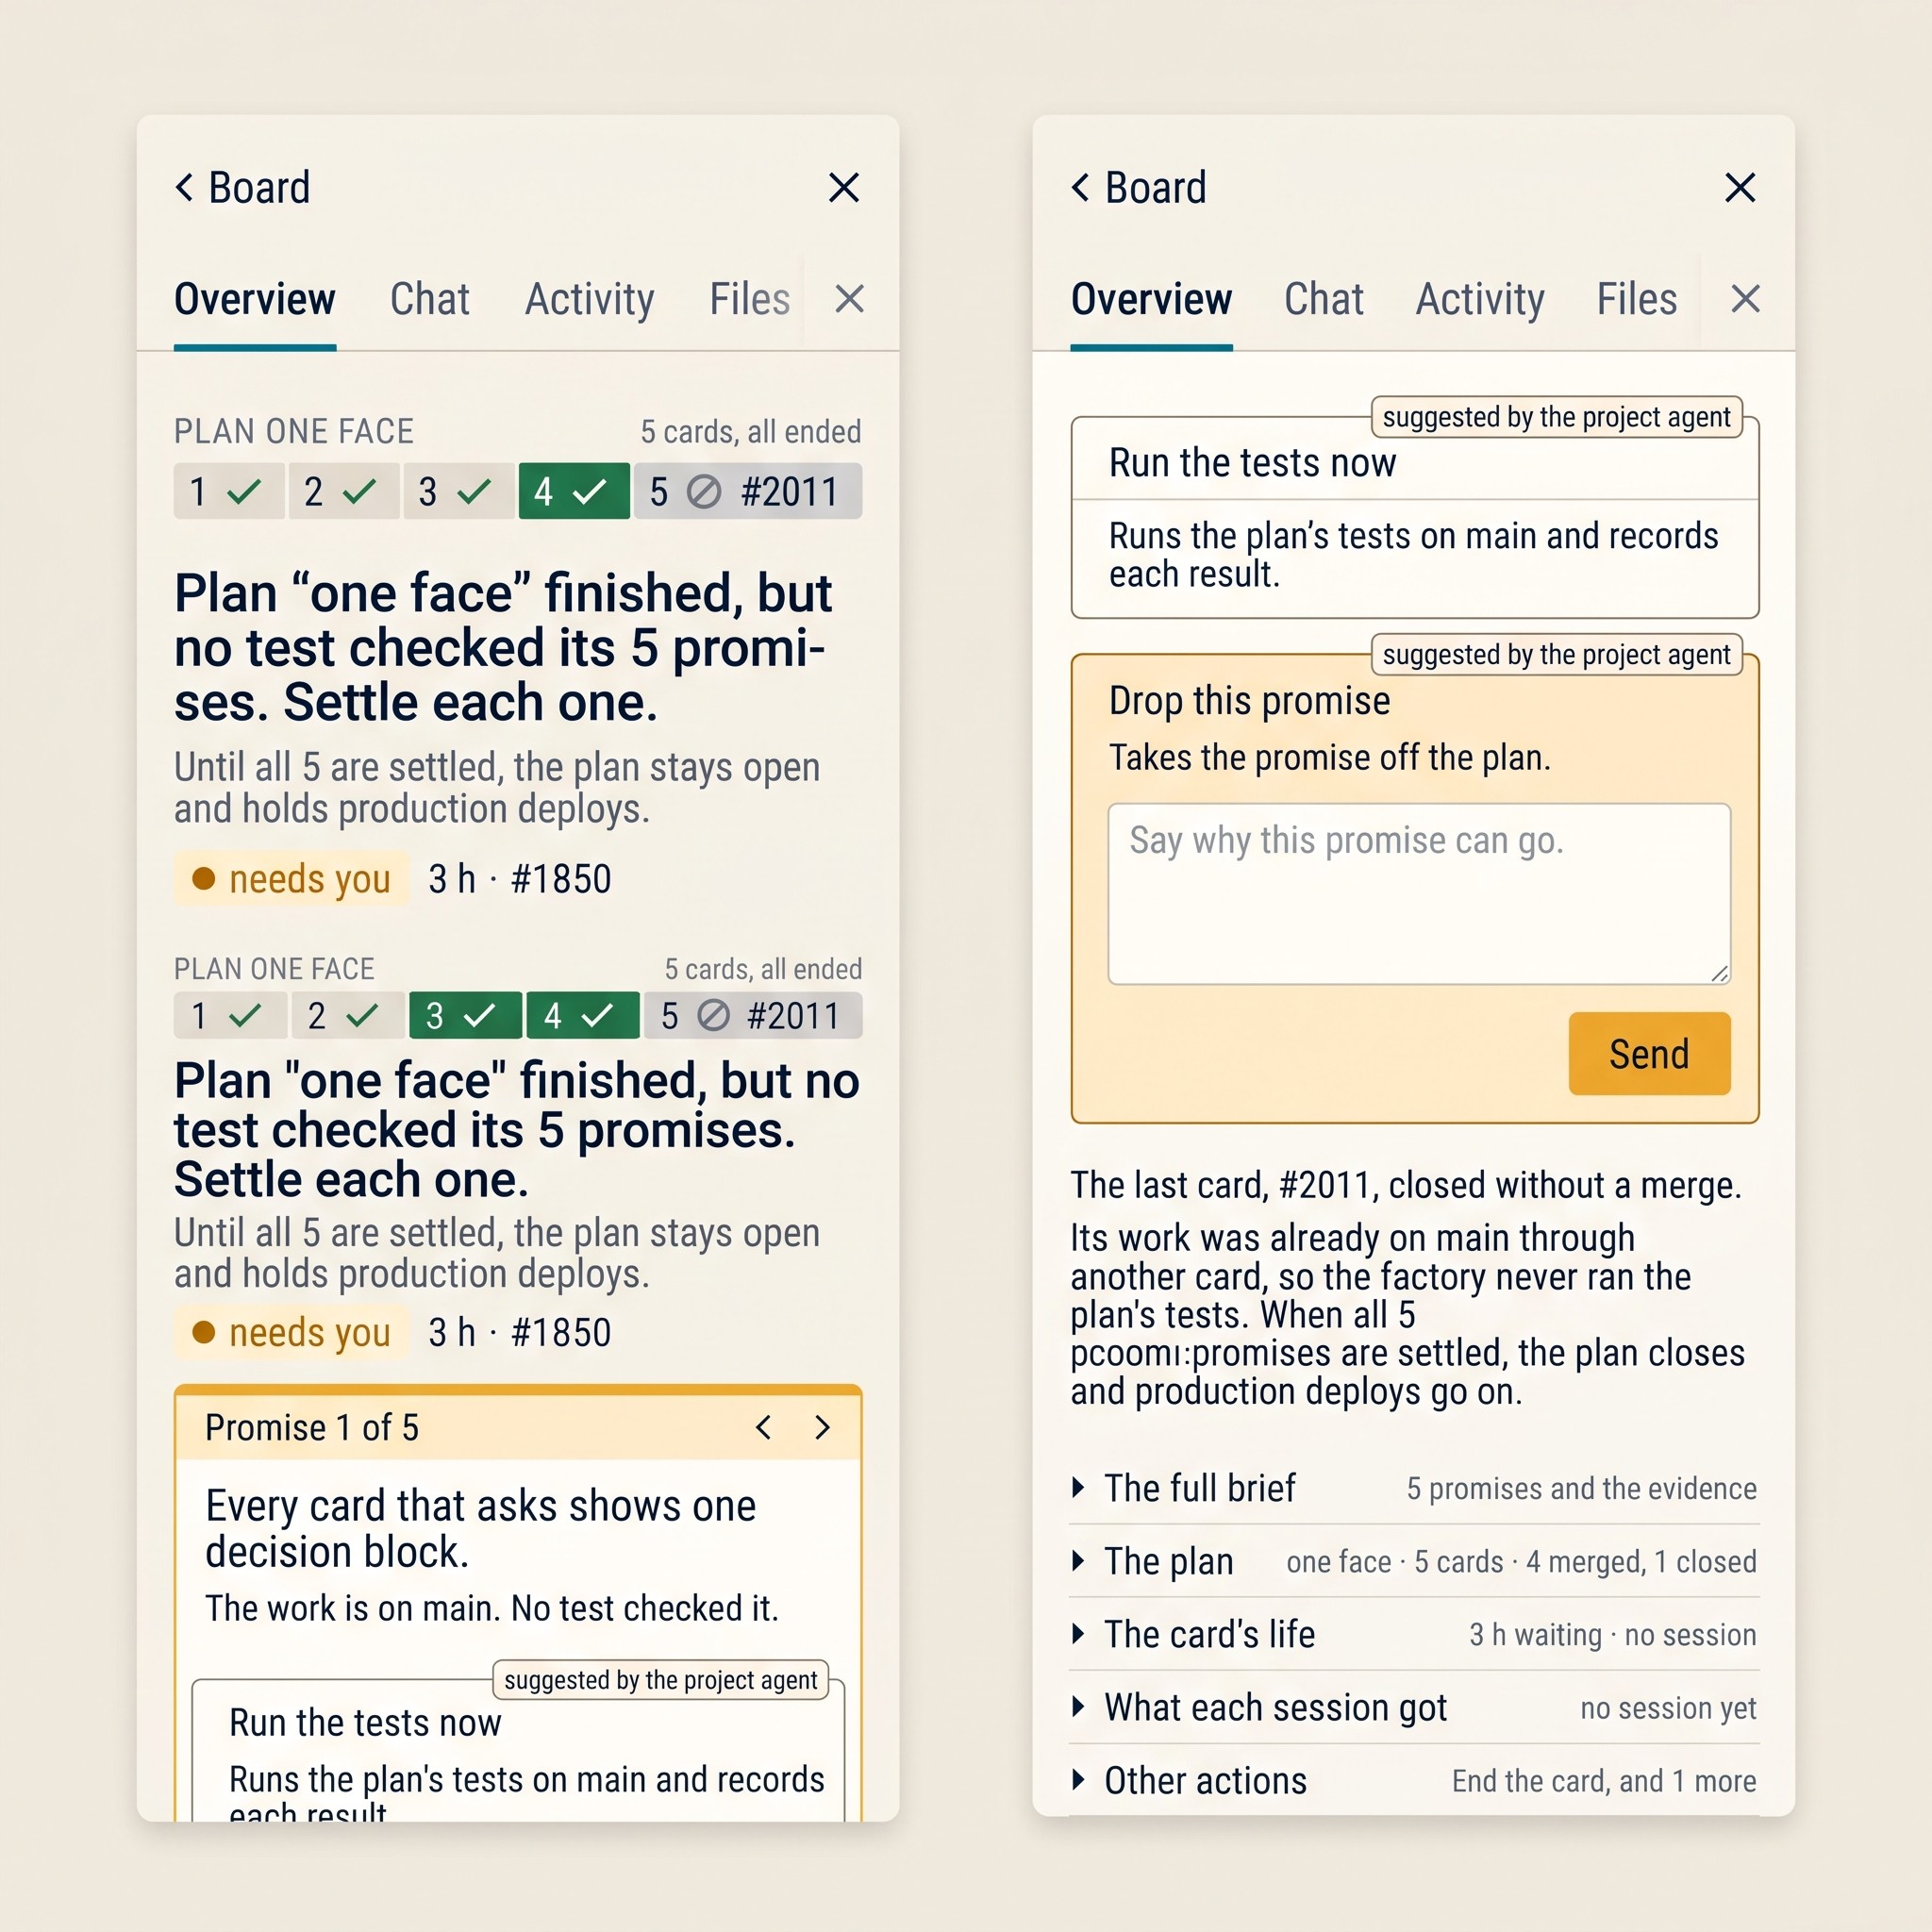 Board
Overview Chat Activity Files
PLAN ONE FACE 5 cards, all ended
1 2 3 4 5 #2011
Plan “one face” finished, but
no test checked its 5 promi-
ses. Settle each one.
Until all 5 are settled, the plan stays open
and holds production deploys.
needs you 3 h · #1850
PLAN ONE FACE 5 cards, all ended
1 2 3 4 5 #2011
Plan "one face" finished, but no
test checked its 5 promises.
Settle each one.
Until all 5 are settled, the plan stays open
and holds production deploys.
needs you 3 h · #1850
Promise 1 of 5
Every card that asks shows one
decision block.
The work is on main. No test checked it.
suggested by the project agent
Run the tests now
Runs the plan's tests on main and records
each result
Board
Overview Chat Activity Files
suggested by the project agent
Run the tests now
Runs the plan’s tests on main and records
each result.
suggested by the project agent
Drop this promise
Takes the promise off the plan.
Say why this promise can go.
Send
The last card, #2011, closed without a merge.
Its work was already on main through
another card, so the factory never ran the
plan's tests. When all 5
pcoomı:promises are settled, the plan closes
and production deploys go on.
The full brief 5 promises and the evidence
The plan one face · 5 cards · 4 merged, 1 closed
The card's life 3 h waiting · no session
What each session got no session yet
Other actions End the card, and 1 more